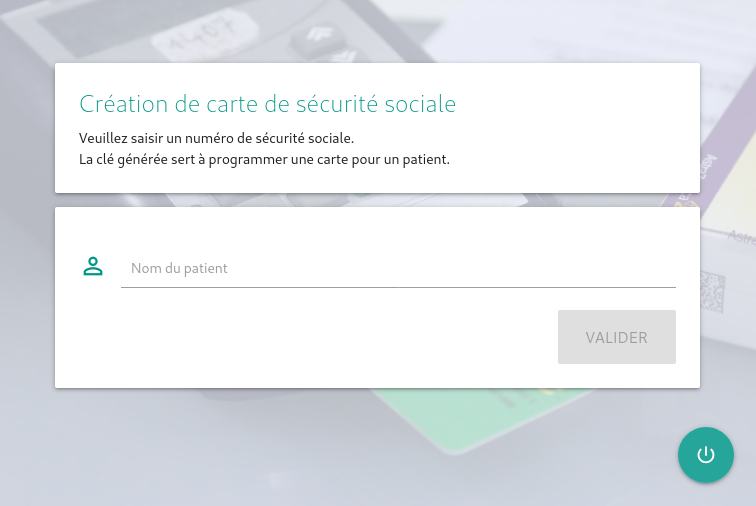 1407
Création de carte de sécurité sociale
Veuillez saisir un numéro de sécurité sociale.
La clé générée sert à programmer une carte pour un patient.
Nom du patient
VALIDER